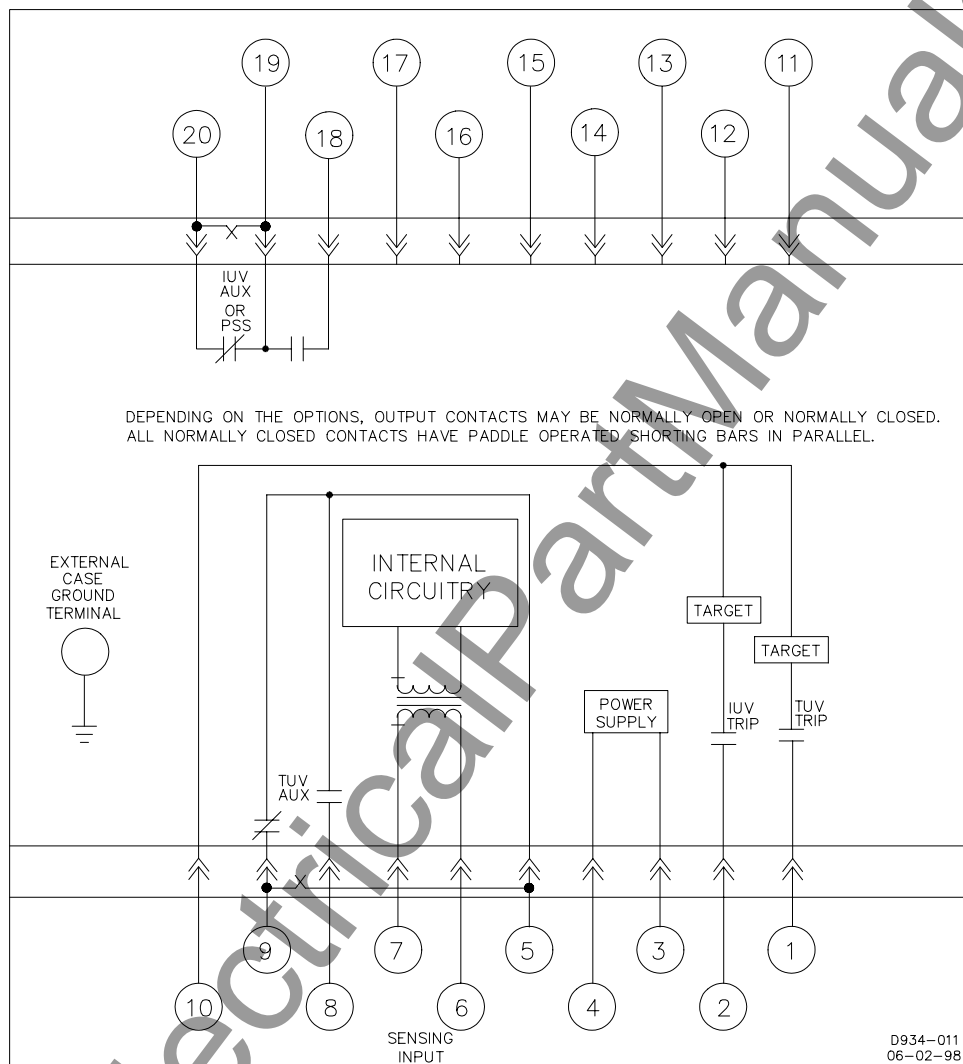 19
17
15
13
11
20
18
16
14
12
IUV
AUX
OR
PSS
DEPENDING ON THE OPTIONS, OUTPUT CONTACTS MAY BE NORMALLY OPEN OR NORMALLY CLOSED.
ALL NORMALLY CLOSED CONTACTS HAVE PADDLE OPERATED SHORTING BARS IN PARALLEL.
INTERNAL
CIRCUITRY
EXTERNAL
CASE
GROUND
TERMINAL
TARGET
TARGET
POWER
SUPPLY
IUV
TRIP
TUV
TRIP
TUV
AUX
9
7
5
3
1
10
8
6
4
2
SENSING
INPUT
D934-011
06-02-98
ElectricalPartManual